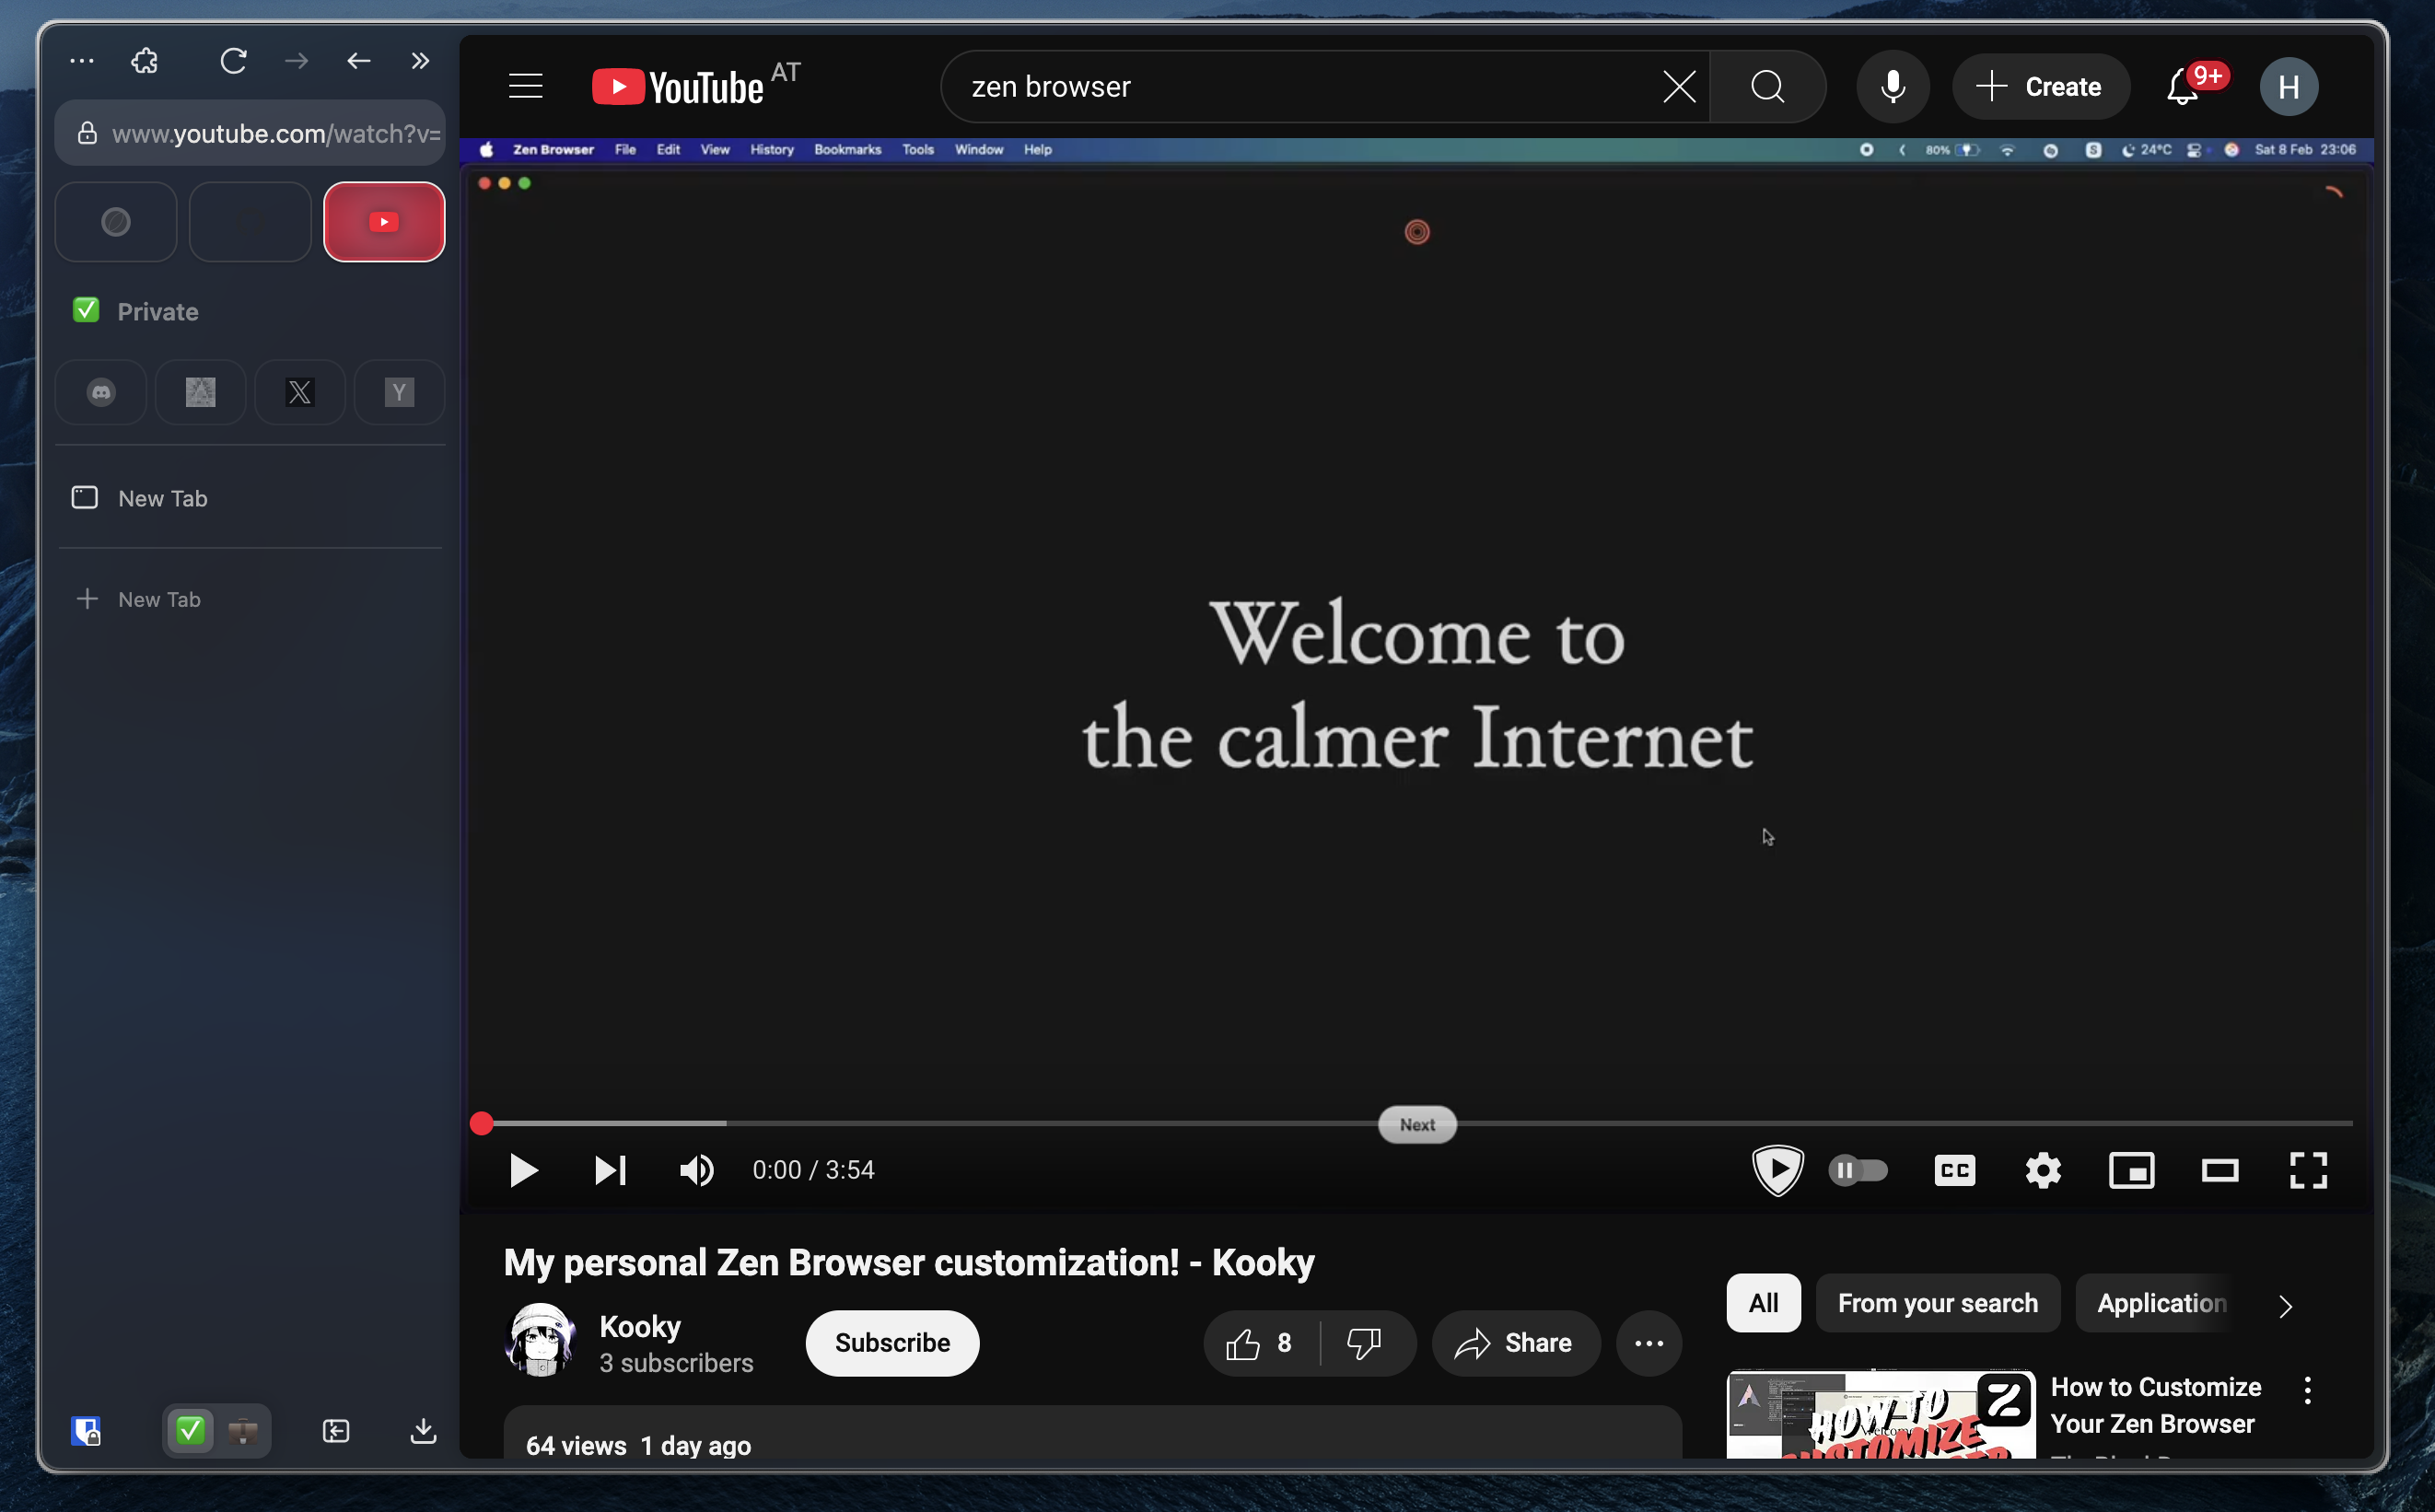 www.youtube.com/watch?v=
Private
New Tab
New Tab
YouTube AT
zen browser
Create
9+
H
Zen Browser File Edit View History Bookmarks Tools Window Help
80%
24°C
Sat 8 Feb 23:06
Welcome to
the calmer Internet
Next
0:00 / 3:54
CC
My personal Zen Browser customization! - Kooky
Kooky
3 subscribers
Subscribe
8
Share
64 views 1 day ago
All
From your search
Application
HOW TO
CUSTOMIZE
How to Customize
Your Zen Browser